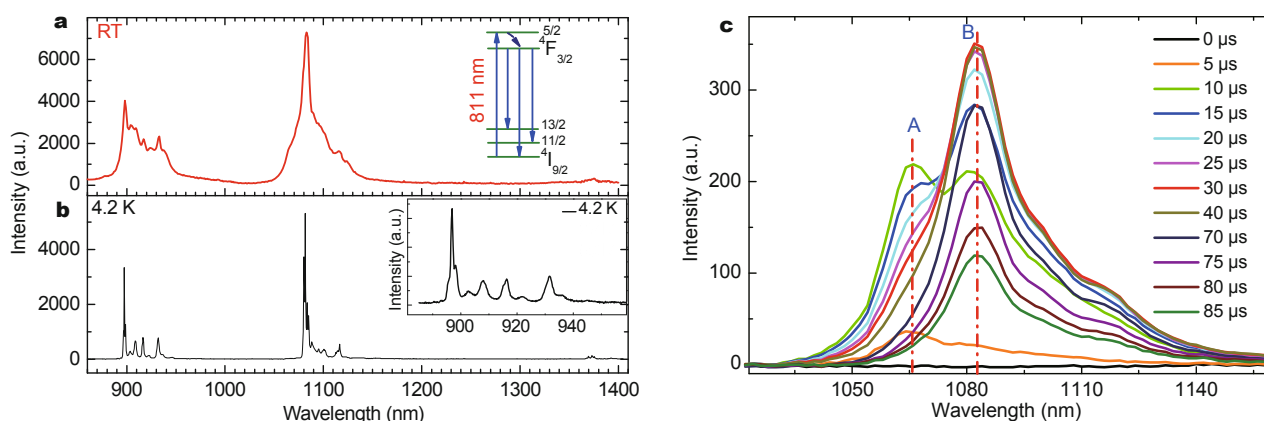 a
RT
8000
6000
4000
2000
0
Intensity (a.u.)
811 nm
5/2
⁴F₃/₂
13/2
11/2
⁴I₉/₂
b
4.2 K
4000
2000
0
Intensity (a.u.)
4.2 K
900 920 940
900 1000 1100 1200 1300 1400
Wavelength (nm)
c
A
B
Intensity (a.u.)
300
200
100
0
1050 1080 1110 1140
Wavelength (nm)
0 μs
5 μs
10 μs
15 μs
20 μs
25 μs
30 μs
40 μs
70 μs
75 μs
80 μs
85 μs